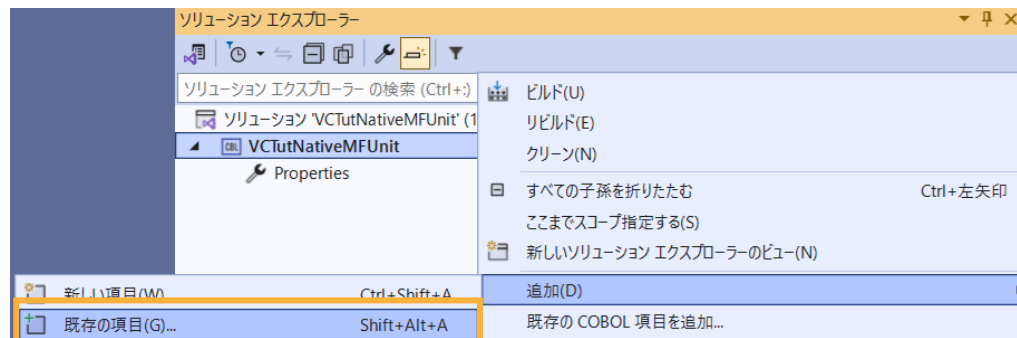 ソリューション エクスプローラー
ソリューション エクスプローラー の検索 (Ctrl+:)
ソリューション 'VCTutNativeMFUnit' (1
CBL VCTutNativeMFUnit
Properties
ビルド(U)
リビルド(E)
クリーン(N)
すべての子孫を折りたたむ Ctrl+左矢印
ここまでスコープ指定する(S)
新しいソリューション エクスプローラーのビュー(N)
追加(D)
既存の COBOL 項目を追加...
新しい項目(W)... Ctrl+Shift+A
既存の項目(G)... Shift+Alt+A